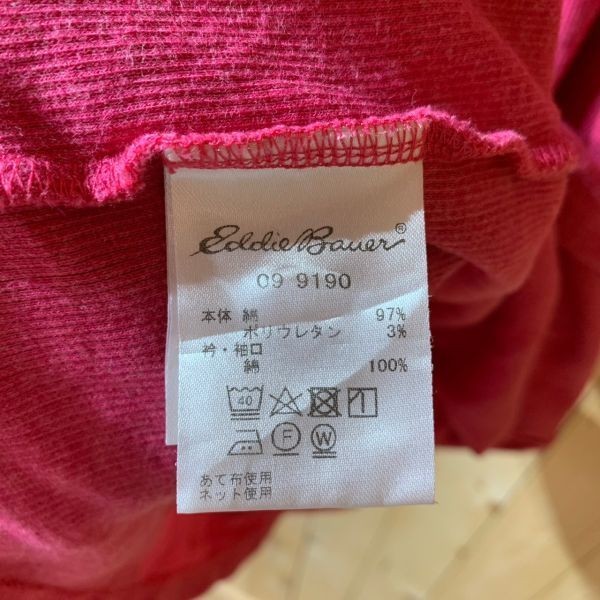 Eddie Bauer®
09 9190
本体 綿 97%
ポリウレタン 3%
衿・袖口
綿 100%
40
F W
あて布使用
ネット使用